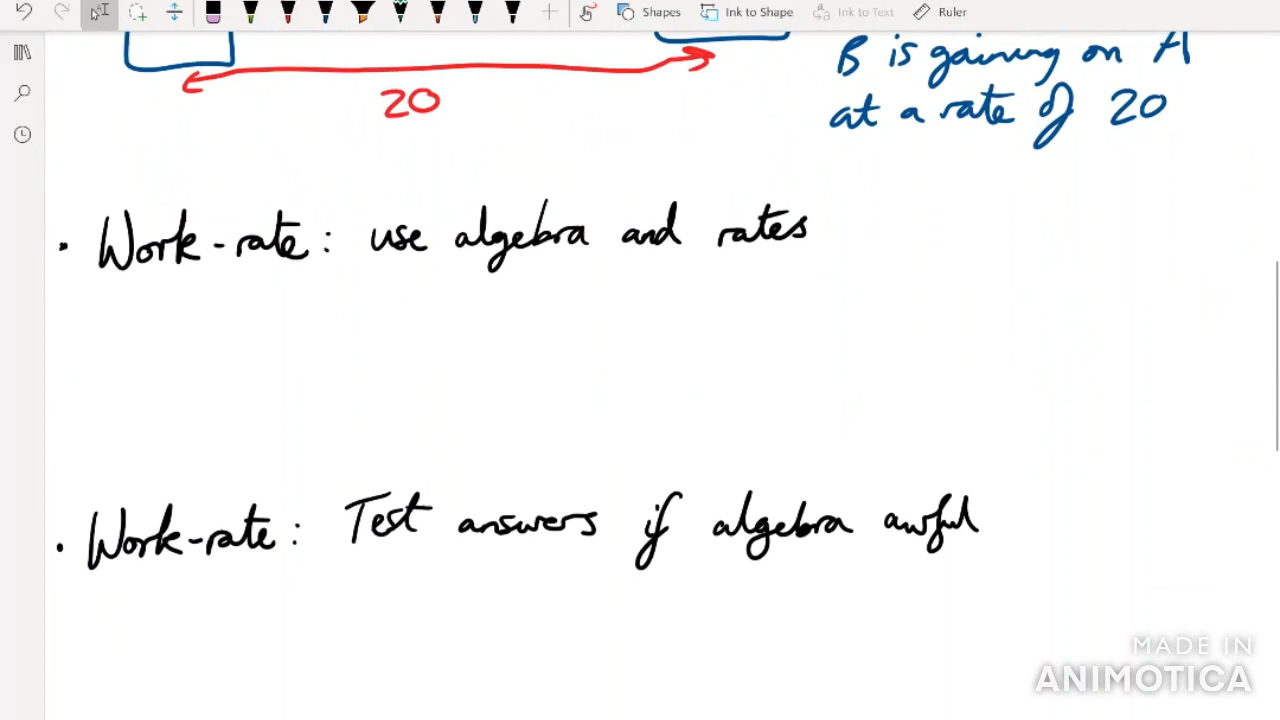 Shapes Ink to Shape Ink to Text Ruler
B is gaining on A
at a rate of 20
20
· Work-rate: use algebra and rates
· Work-rate: Test answers if algebra awful
MADE IN
ANIMOTICA